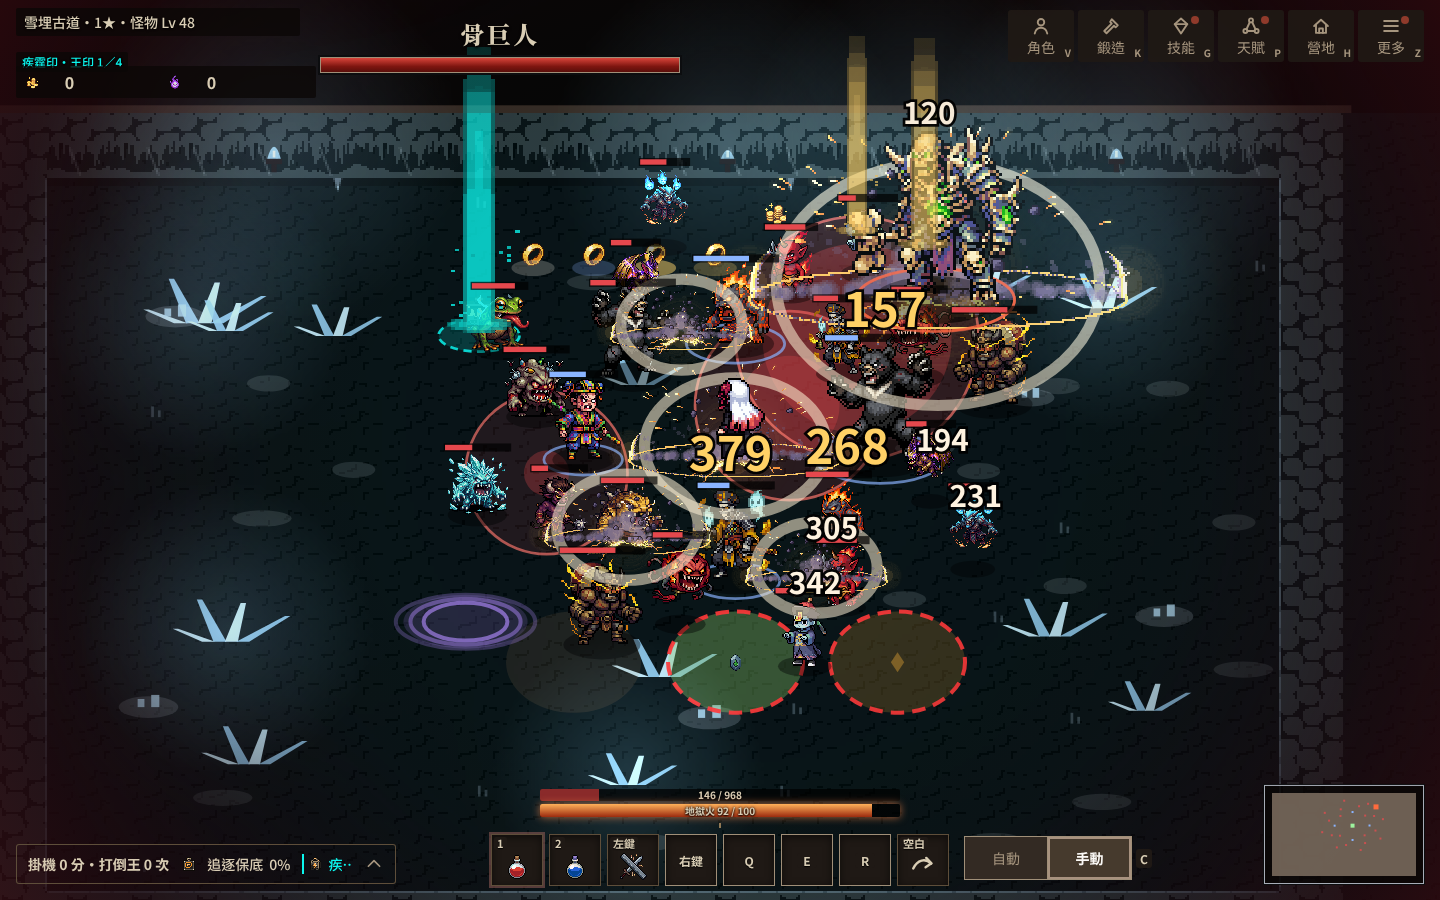 雪埋古道・1★・怪物 Lv 48
疾霆印・王印 1／4
0
0
骨巨人
角色 V
鍛造 K
技能 G
天賦 P
營地 H
更多 Z
120
157
379
268
194
231
305
342
146 / 968
地獄火 92 / 100
掛機 0 分・打倒王 0 次
追逐保底 0%
疾··
1
2
左鍵
右鍵
Q
E
R
空白
自動
手動
C